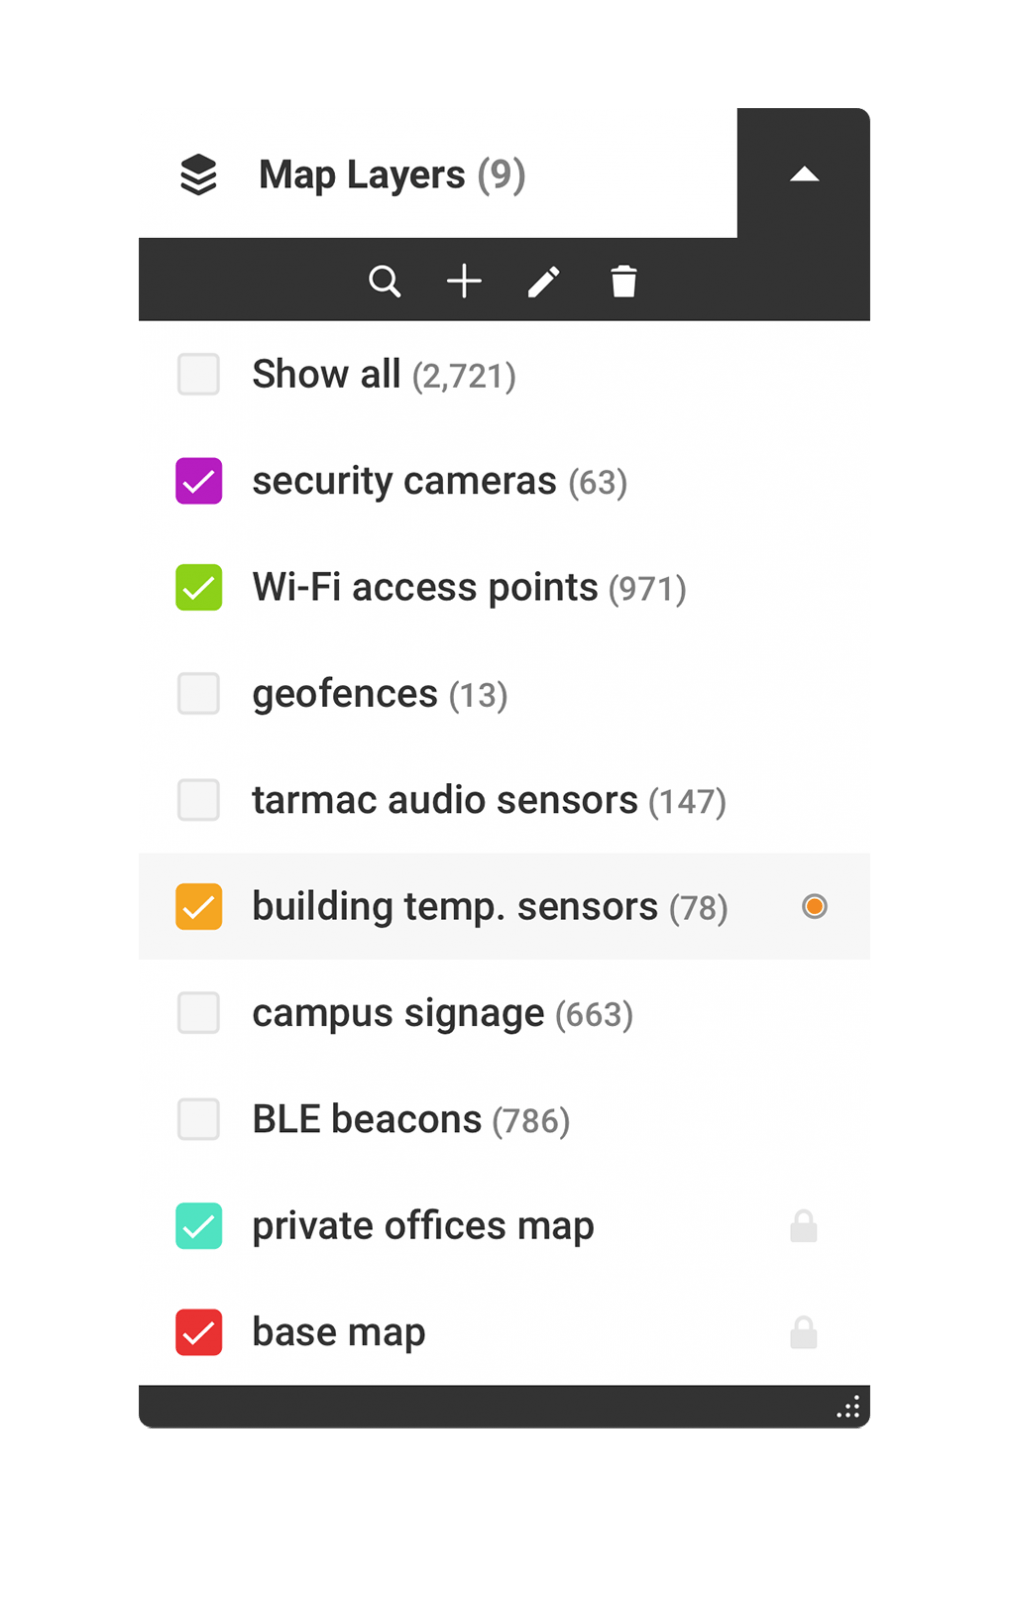 Map Layers (9)
Show all (2,721)
security cameras (63)
Wi-Fi access points (971)
geofences (13)
tarmac audio sensors (147)
building temp. sensors (78)
campus signage (663)
BLE beacons (786)
private offices map
base map